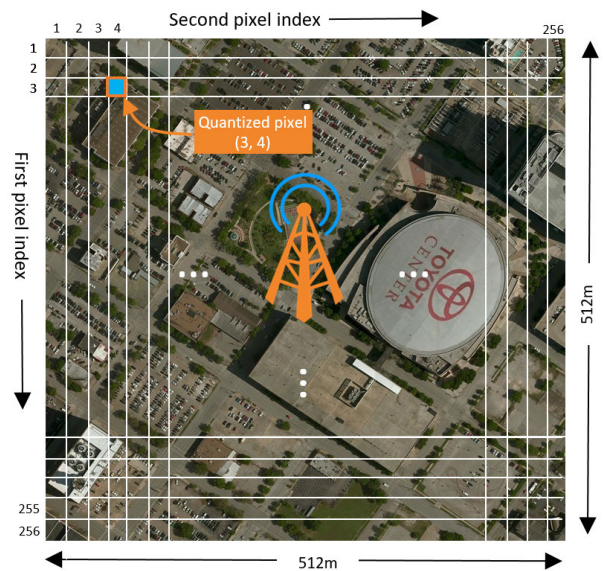 Second pixel index
1 2 3 4 256
1
2
3
Quantized pixel
(3, 4)
First pixel index
TOYOTA
CENTER
512m
255
256
512m